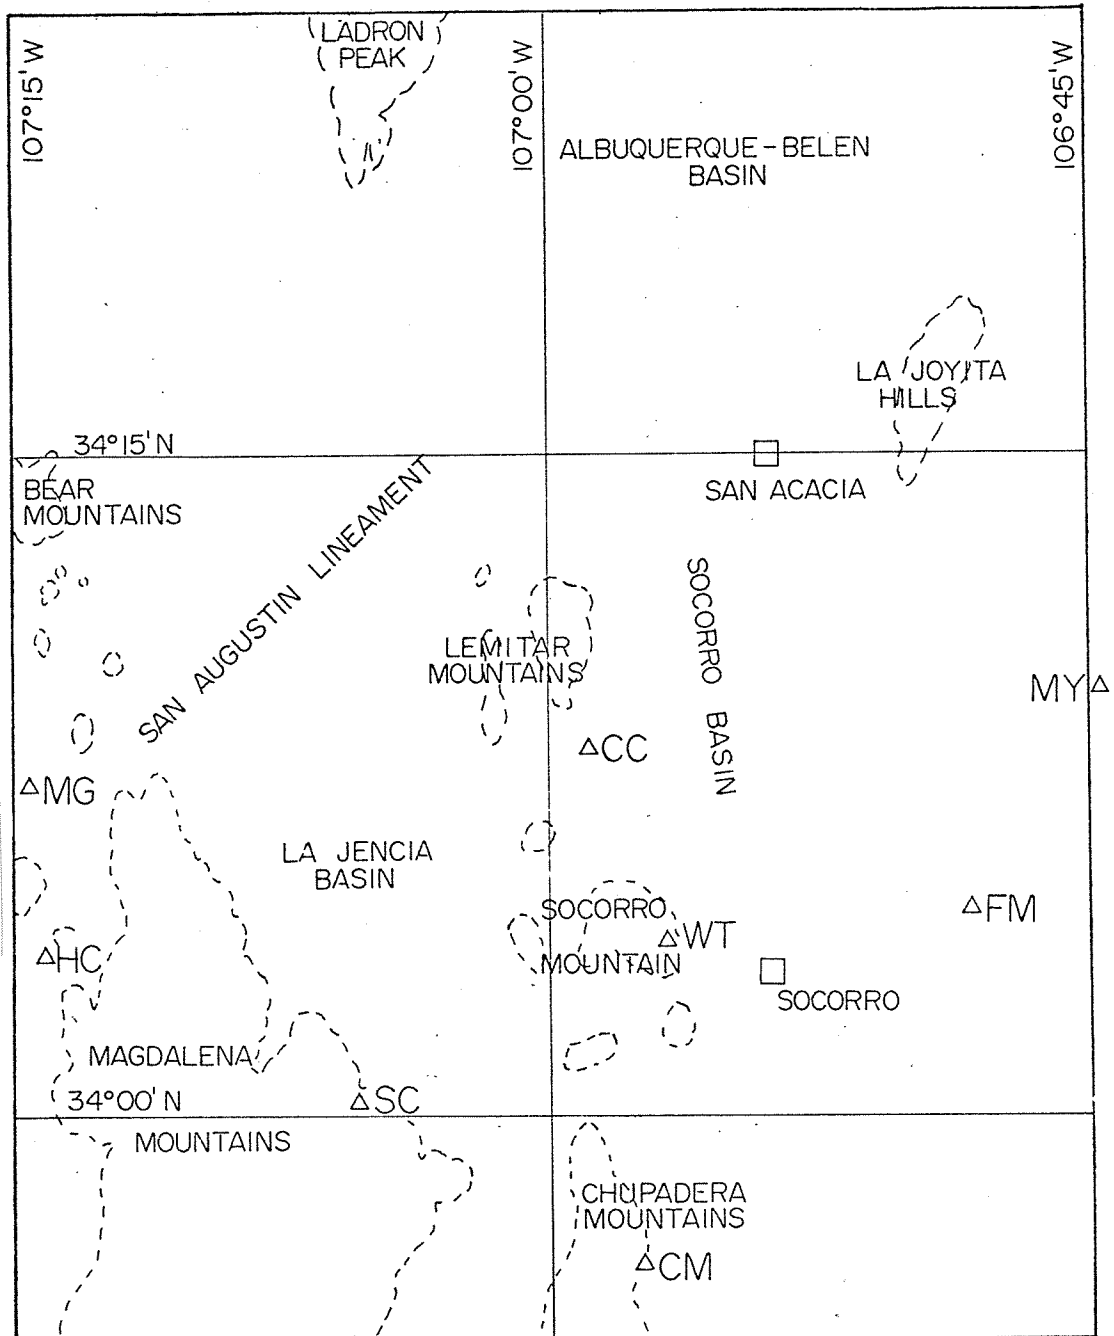 LADRON
PEAK
107°15'W
107°00'W
106°45'W
ALBUQUERQUE-BELEN
BASIN
LA JOYITA
HILLS
34°15'N
SAN ACACIA
BEAR
MOUNTAINS
SAN AUGUSTIN LINEAMENT
SOCORRO BASIN
LEMITAR
MOUNTAINS
MY
CC
MG
LA JENCIA
BASIN
SOCORRO
MOUNTAIN
FM
WT
HC
SOCORRO
MAGDALENA
34°00'N
SC
MOUNTAINS
CHUPADERA
MOUNTAINS
CM